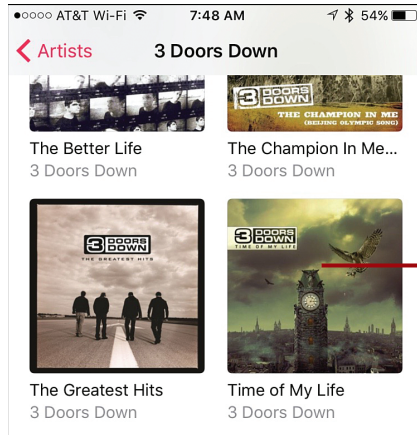 AT&T Wi-Fi 7:48 AM 54%
Artists 3 Doors Down
3 DOORS DOWN
THE CHAMPION IN ME
(BEIJING OLYMPIC SONG)
The Better Life
3 Doors Down
The Champion In Me...
3 Doors Down
3 DOORS DOWN
THE GREATEST HITS
3 DOORS DOWN
TIME OF MY LIFE
The Greatest Hits
3 Doors Down
Time of My Life
3 Doors Down